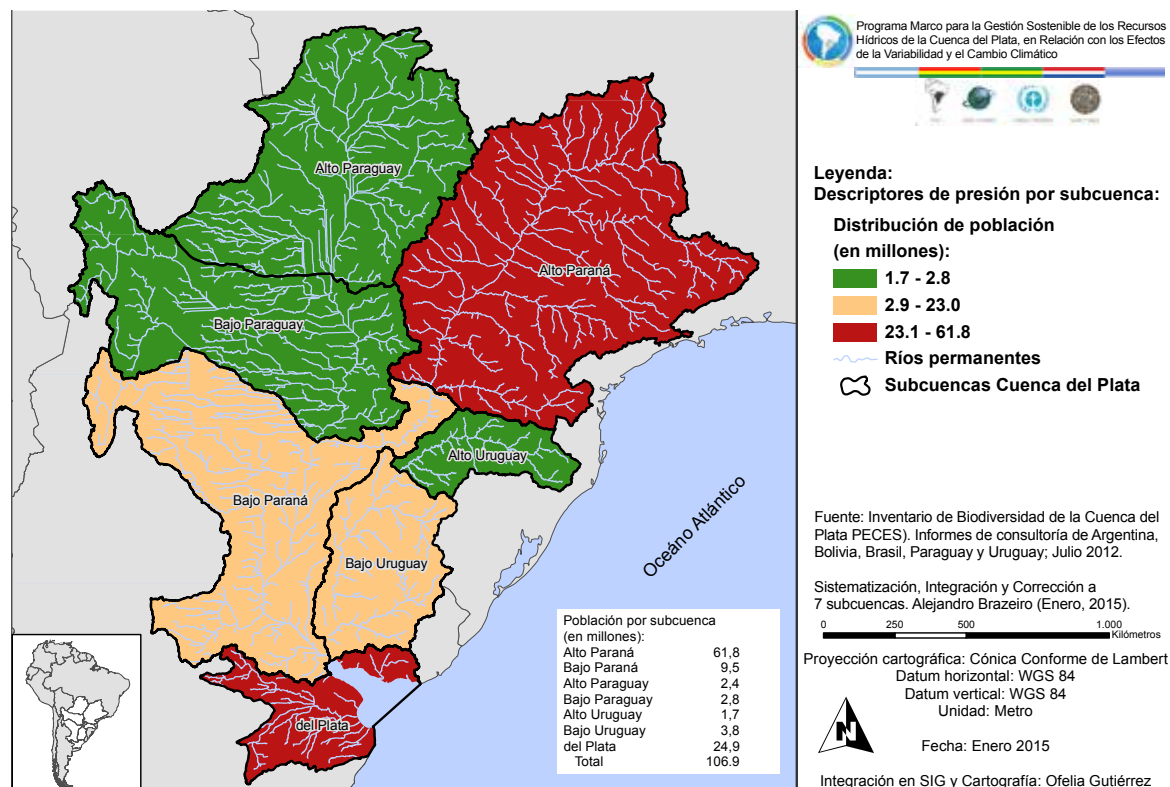 Programa Marco para la Gestión Sostenible de los Recursos
Hídricos de la Cuenca del Plata, en Relación con los Efectos
de la Variabilidad y el Cambio Climático
Leyenda:
Descriptores de presión por subcuenca:
Distribución de población
(en millones):
1.7 - 2.8
2.9 - 23.0
23.1 - 61.8
Ríos permanentes
Subcuencas Cuenca del Plata
Alto Paraguay
Alto Paraná
Bajo Paraguay
Alto Uruguay
Bajo Paraná
Bajo Uruguay
del Plata
Océano Atlántico
Población por subcuenca
(en millones):
Alto Paraná 61,8
Bajo Paraná 9,5
Alto Paraguay 2,4
Bajo Paraguay 2,8
Alto Uruguay 1,7
Bajo Uruguay 3,8
del Plata 24,9
Total 106.9
Fuente: Inventario de Biodiversidad de la Cuenca del
Plata PECES). Informes de consultoría de Argentina,
Bolivia, Brasil, Paraguay y Uruguay; Julio 2012.
Sistematización, Integración y Corrección a
7 subcuencas. Alejandro Brazeiro (Enero, 2015).
0 250 500 1.000
Kilómetros
Proyección cartográfica: Cónica Conforme de Lambert
Datum horizontal: WGS 84
Datum vertical: WGS 84
Unidad: Metro
N
Fecha: Enero 2015
Integración en SIG y Cartografía: Ofelia Gutiérrez